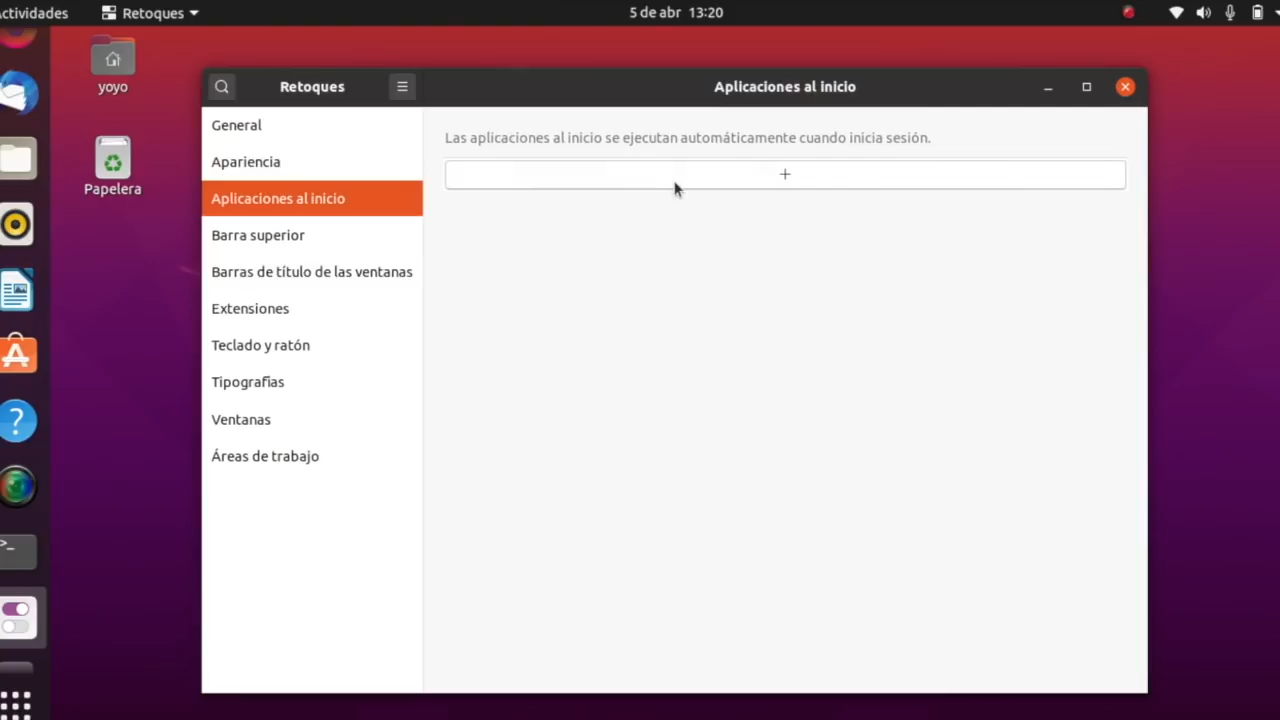 Actividades
Retoques
5 de abr 13:20
yoyo
Papelera
Retoques
Aplicaciones al inicio
General
Apariencia
Aplicaciones al inicio
Barra superior
Barras de título de las ventanas
Extensiones
Teclado y ratón
Tipografías
Ventanas
Áreas de trabajo
Las aplicaciones al inicio se ejecutan automáticamente cuando inicia sesión.